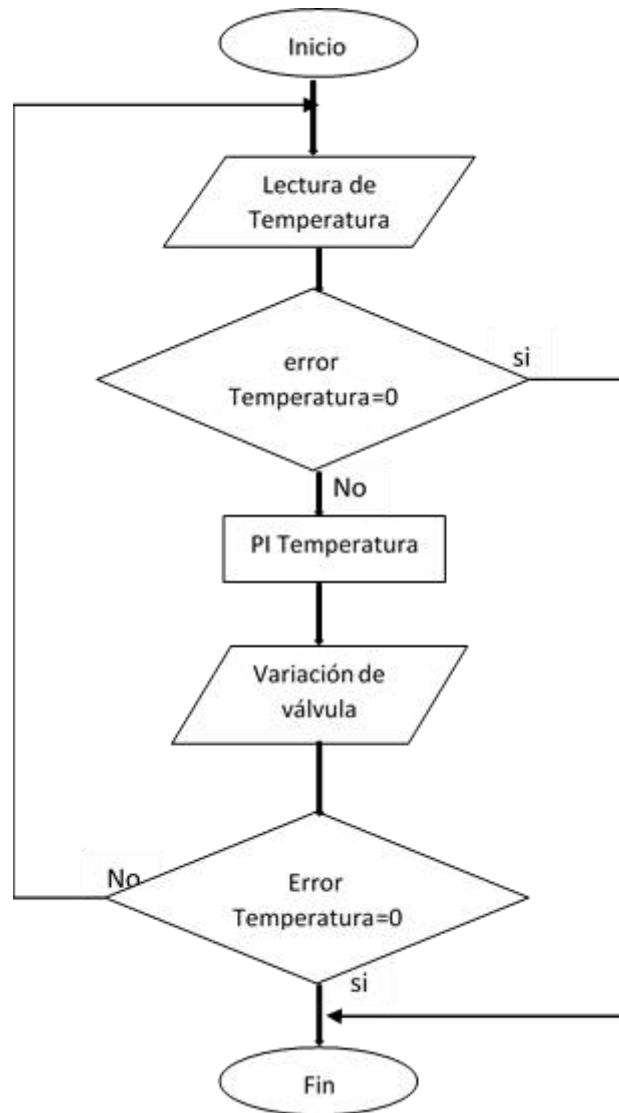 Inicio
Lectura de
Temperatura
error
Temperatura=0
si
No
PI Temperatura
Variación de
válvula
Error
Temperatura=0
No
si
Fin